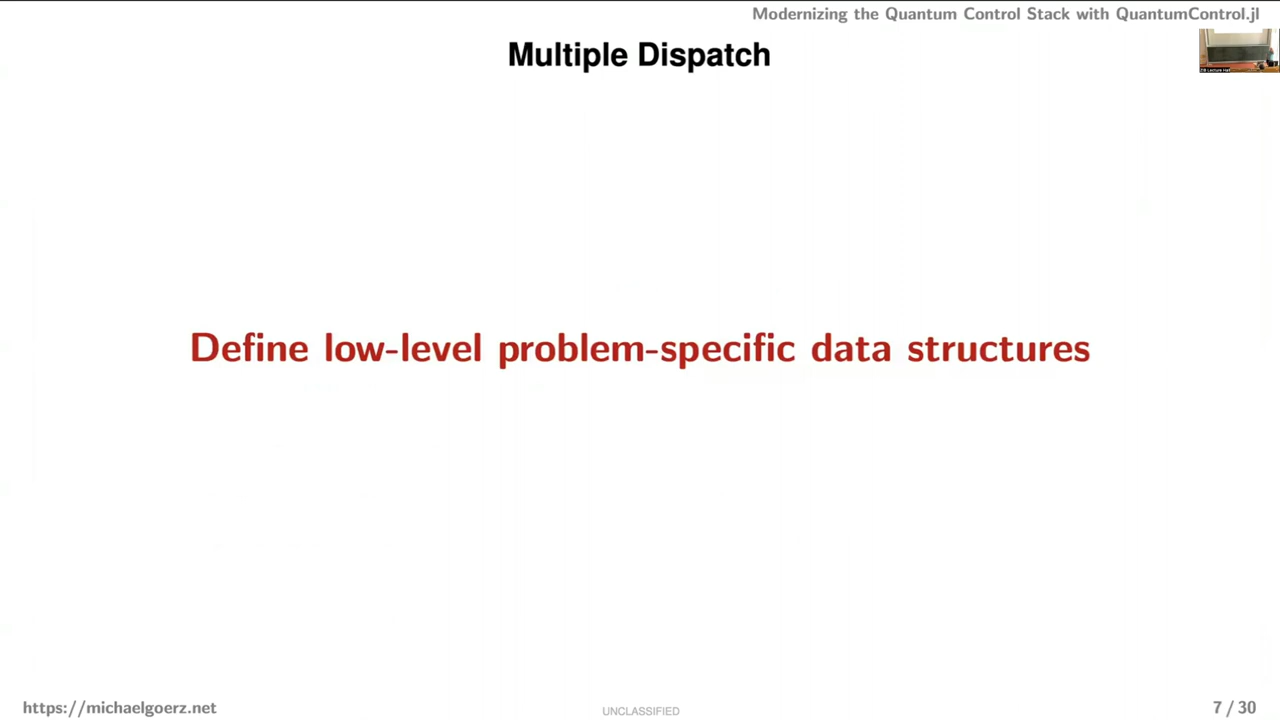 Modernizing the Quantum Control Stack with QuantumControl.jl
Multiple Dispatch
Define low-level problem-specific data structures
https://michaelgoerz.net
UNCLASSIFIED
7 / 30